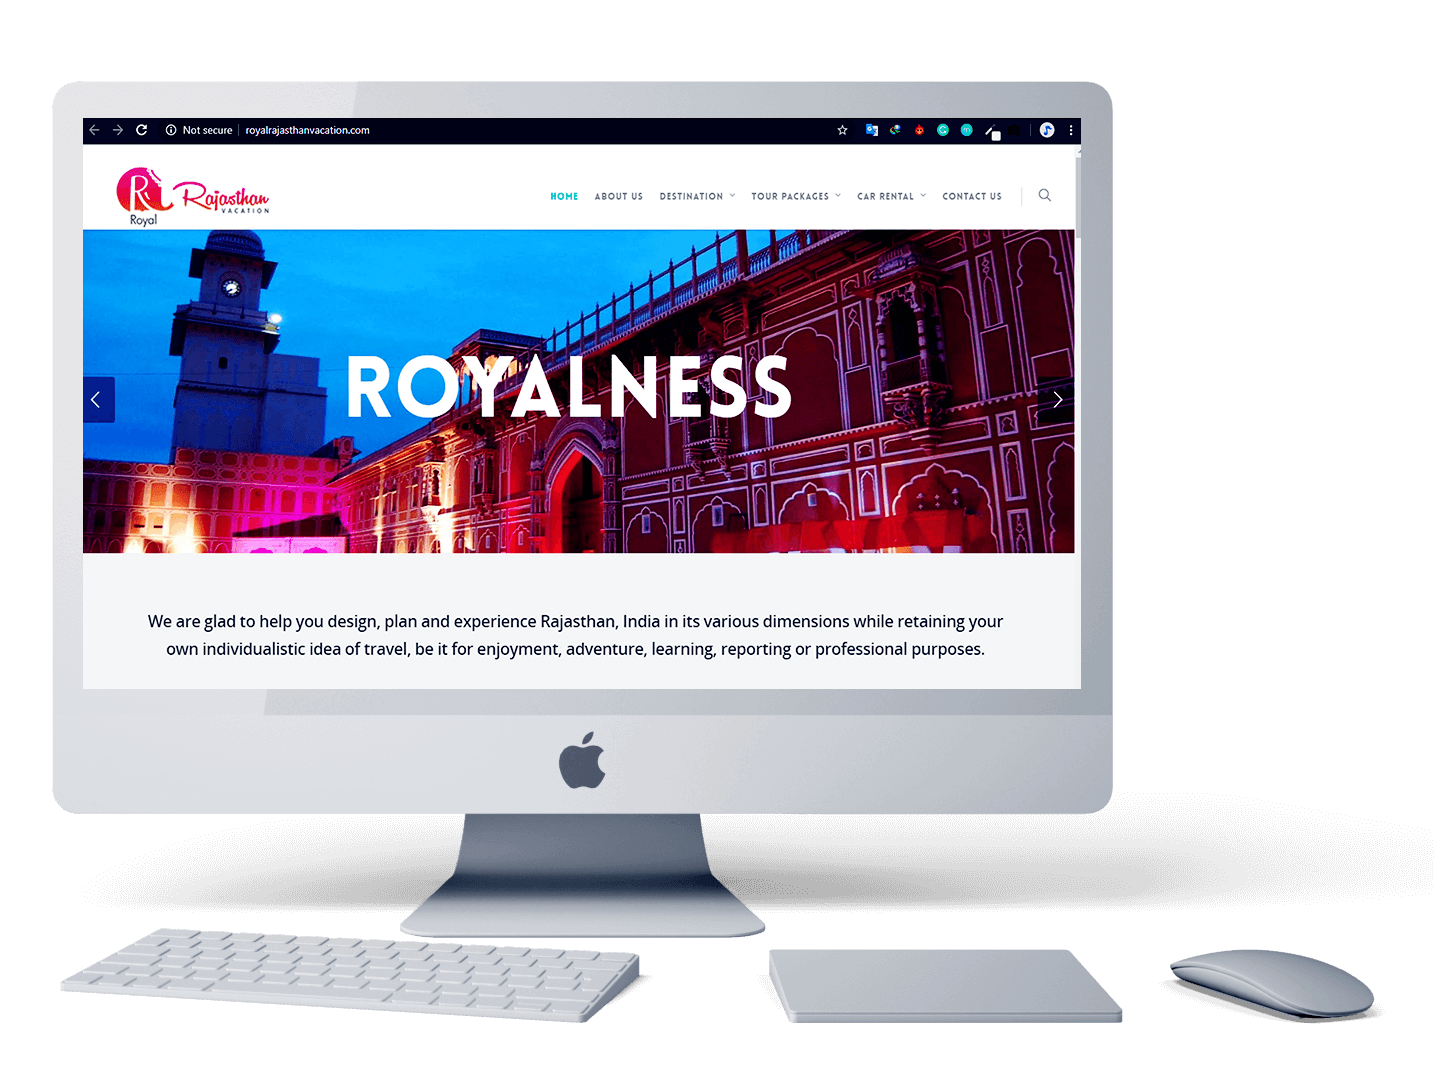 Not secure royalrajasthanvacation.com
Royal
Rajasthan
VACATION
HOME ABOUT US DESTINATION TOUR PACKAGES CAR RENTAL CONTACT US
ROYALNESS
We are glad to help you design, plan and experience Rajasthan, India in its various dimensions while retaining your
own individualistic idea of travel, be it for enjoyment, adventure, learning, reporting or professional purposes.